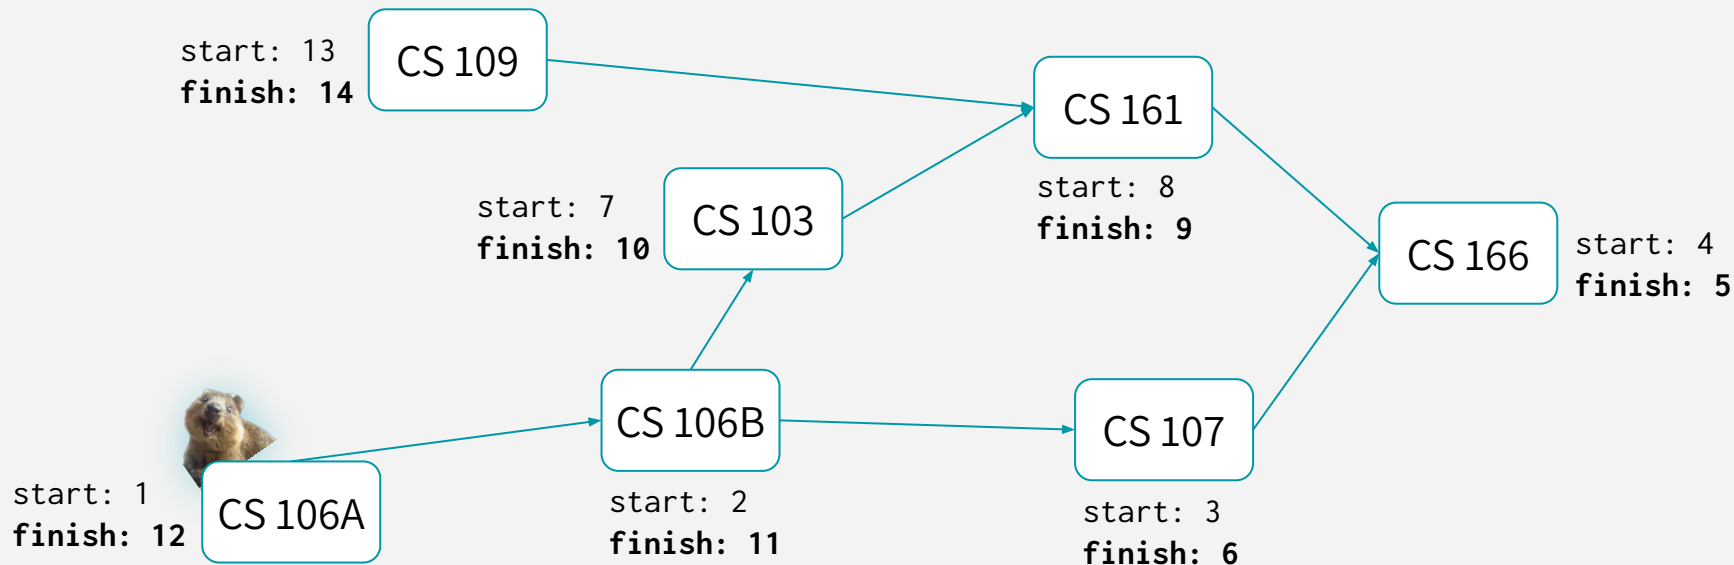 start: 13
finish: 14
CS 109
CS 161
start: 8
finish: 9
start: 7
finish: 10
CS 103
CS 166
start: 4
finish: 5
CS 106B
start: 2
finish: 11
CS 107
start: 3
finish: 6
start: 1
finish: 12
CS 106A